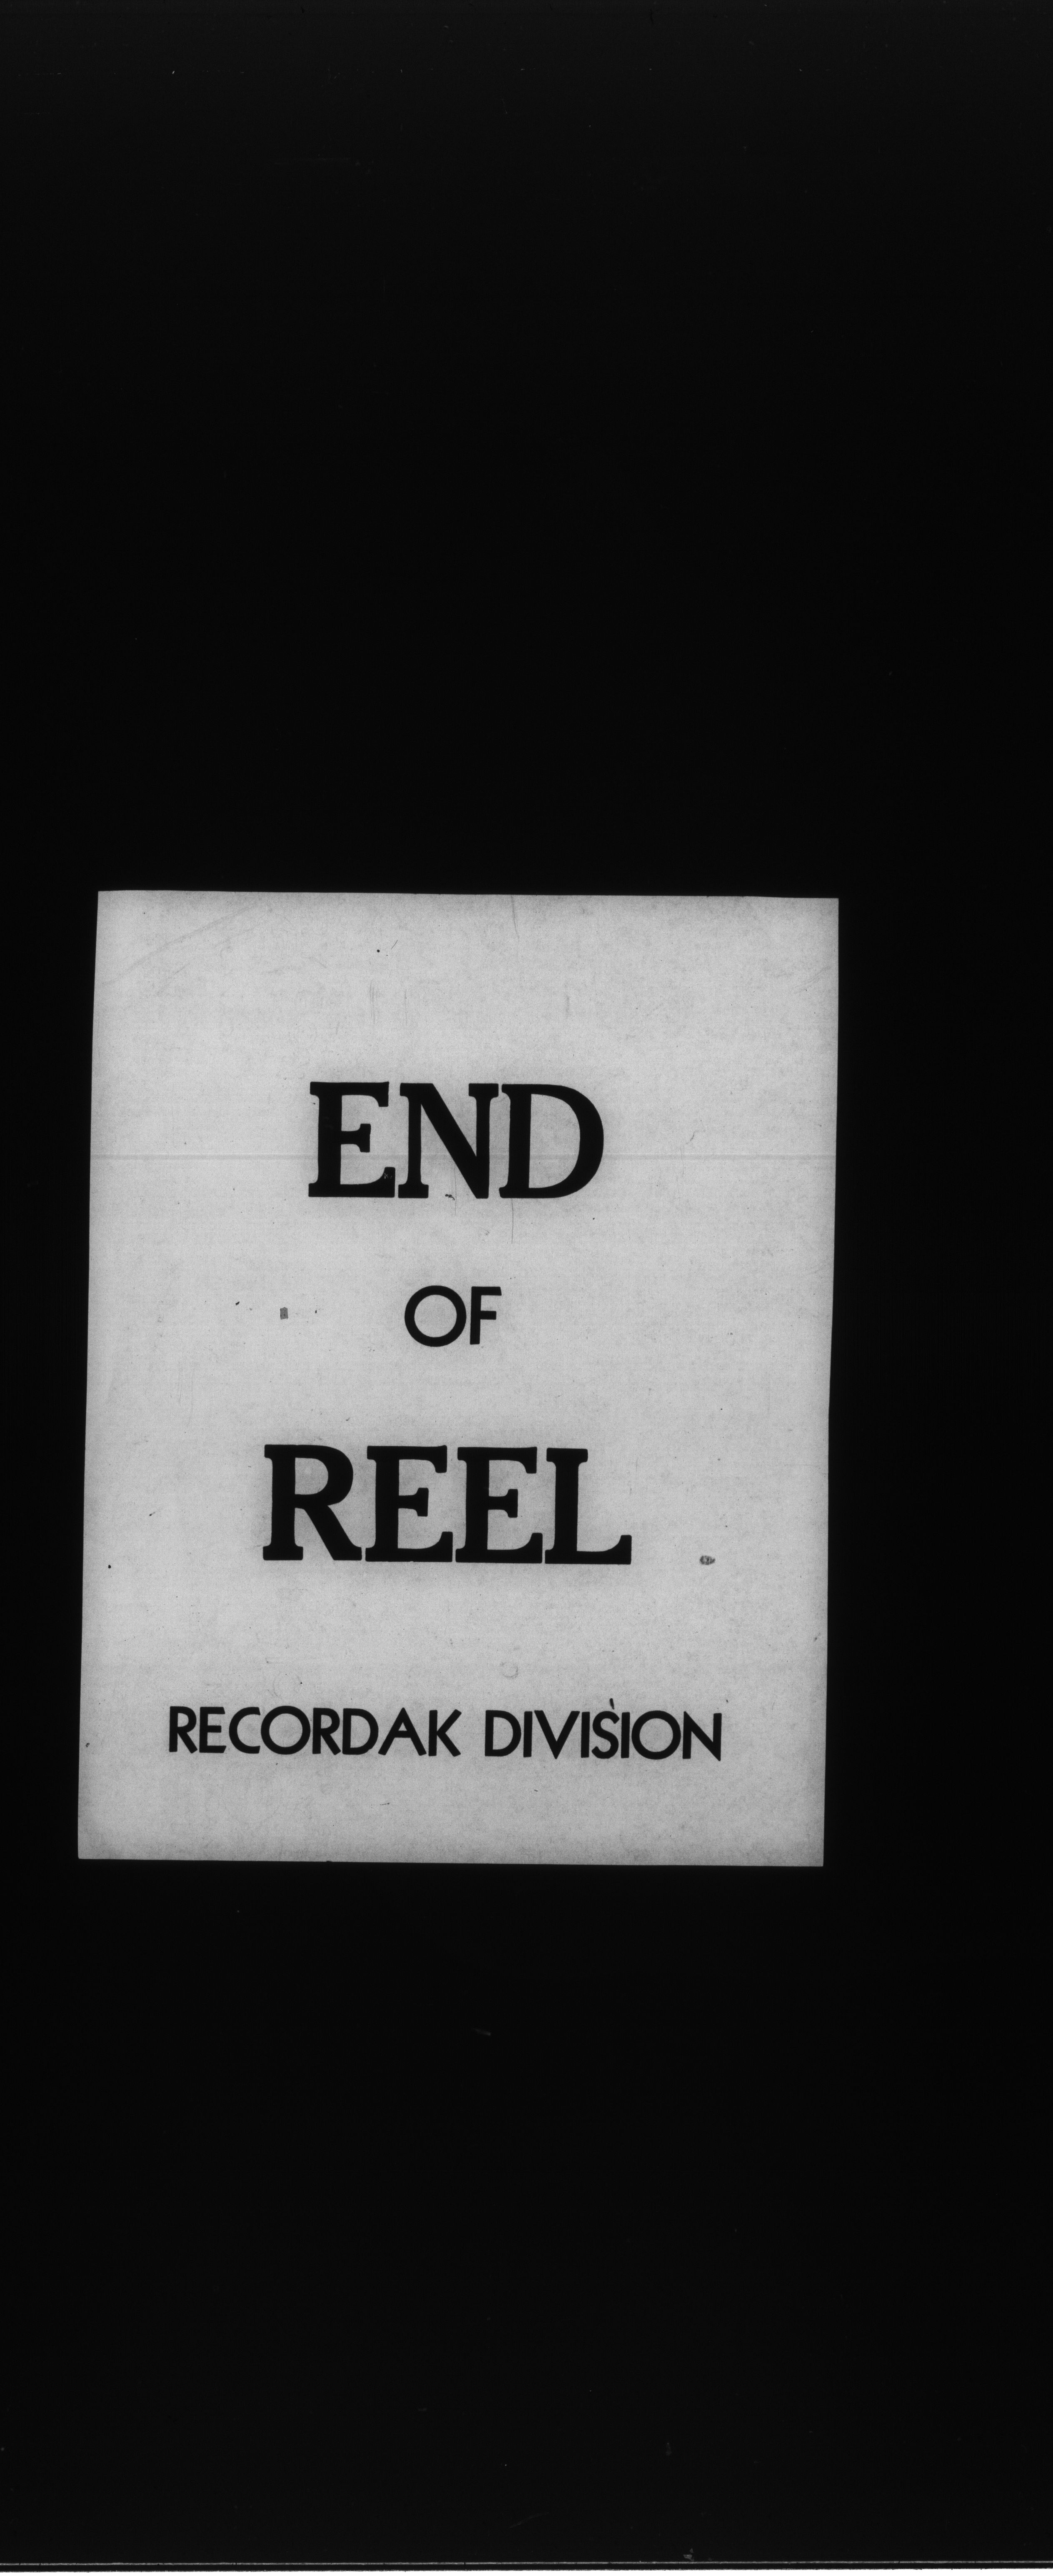 END
OF
REEL
RECORDAK DIVISION